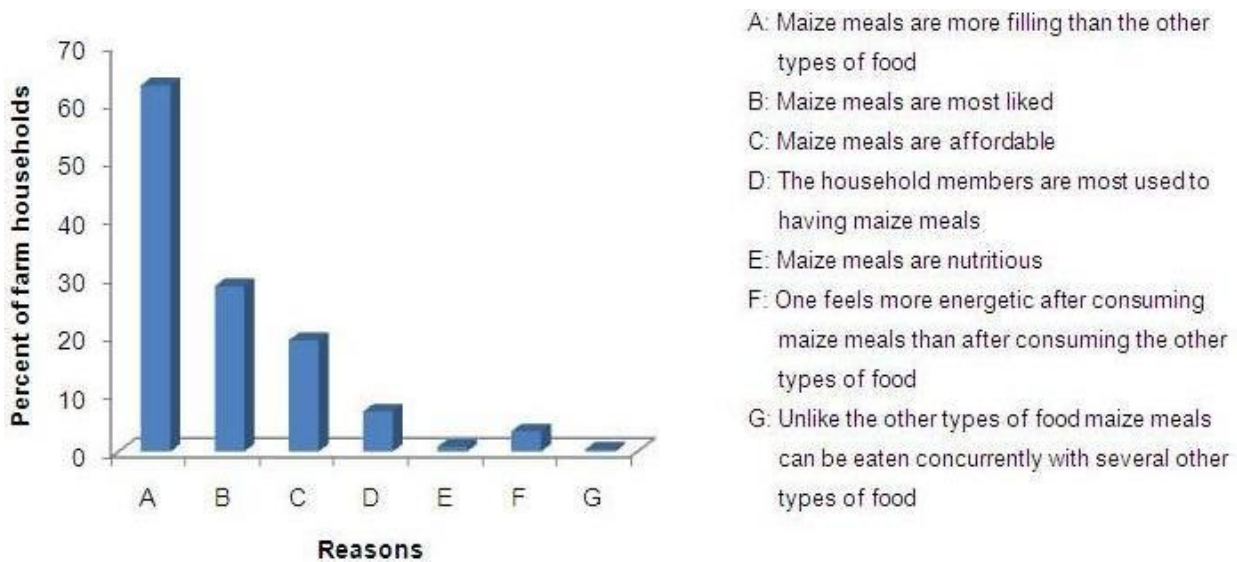 Percent of farm households
70
60
50
40
30
20
10
0
A B C D E F G
Reasons
A: Maize meals are more filling than the other
types of food
B: Maize meals are most liked
C: Maize meals are affordable
D: The household members are most used to
having maize meals
E: Maize meals are nutritious
F: One feels more energetic after consuming
maize meals than after consuming the other
types of food
G: Unlike the other types of food maize meals
can be eaten concurrently with several other
types of food